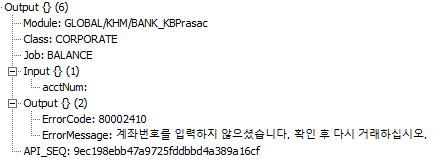 Output {} (6)
Module: GLOBAL/KHM/BANK_KBPrasac
Class: CORPORATE
Job: BALANCE
Input {} (1)
acctNum:
Output {} (2)
ErrorCode: 80002410
ErrorMessage: 계좌번호를 입력하지 않으셨습니다. 확인 후 다시 거래하십시오.
API_SEQ: 9ec198ebb47a9725fddbbd4a389a16cf